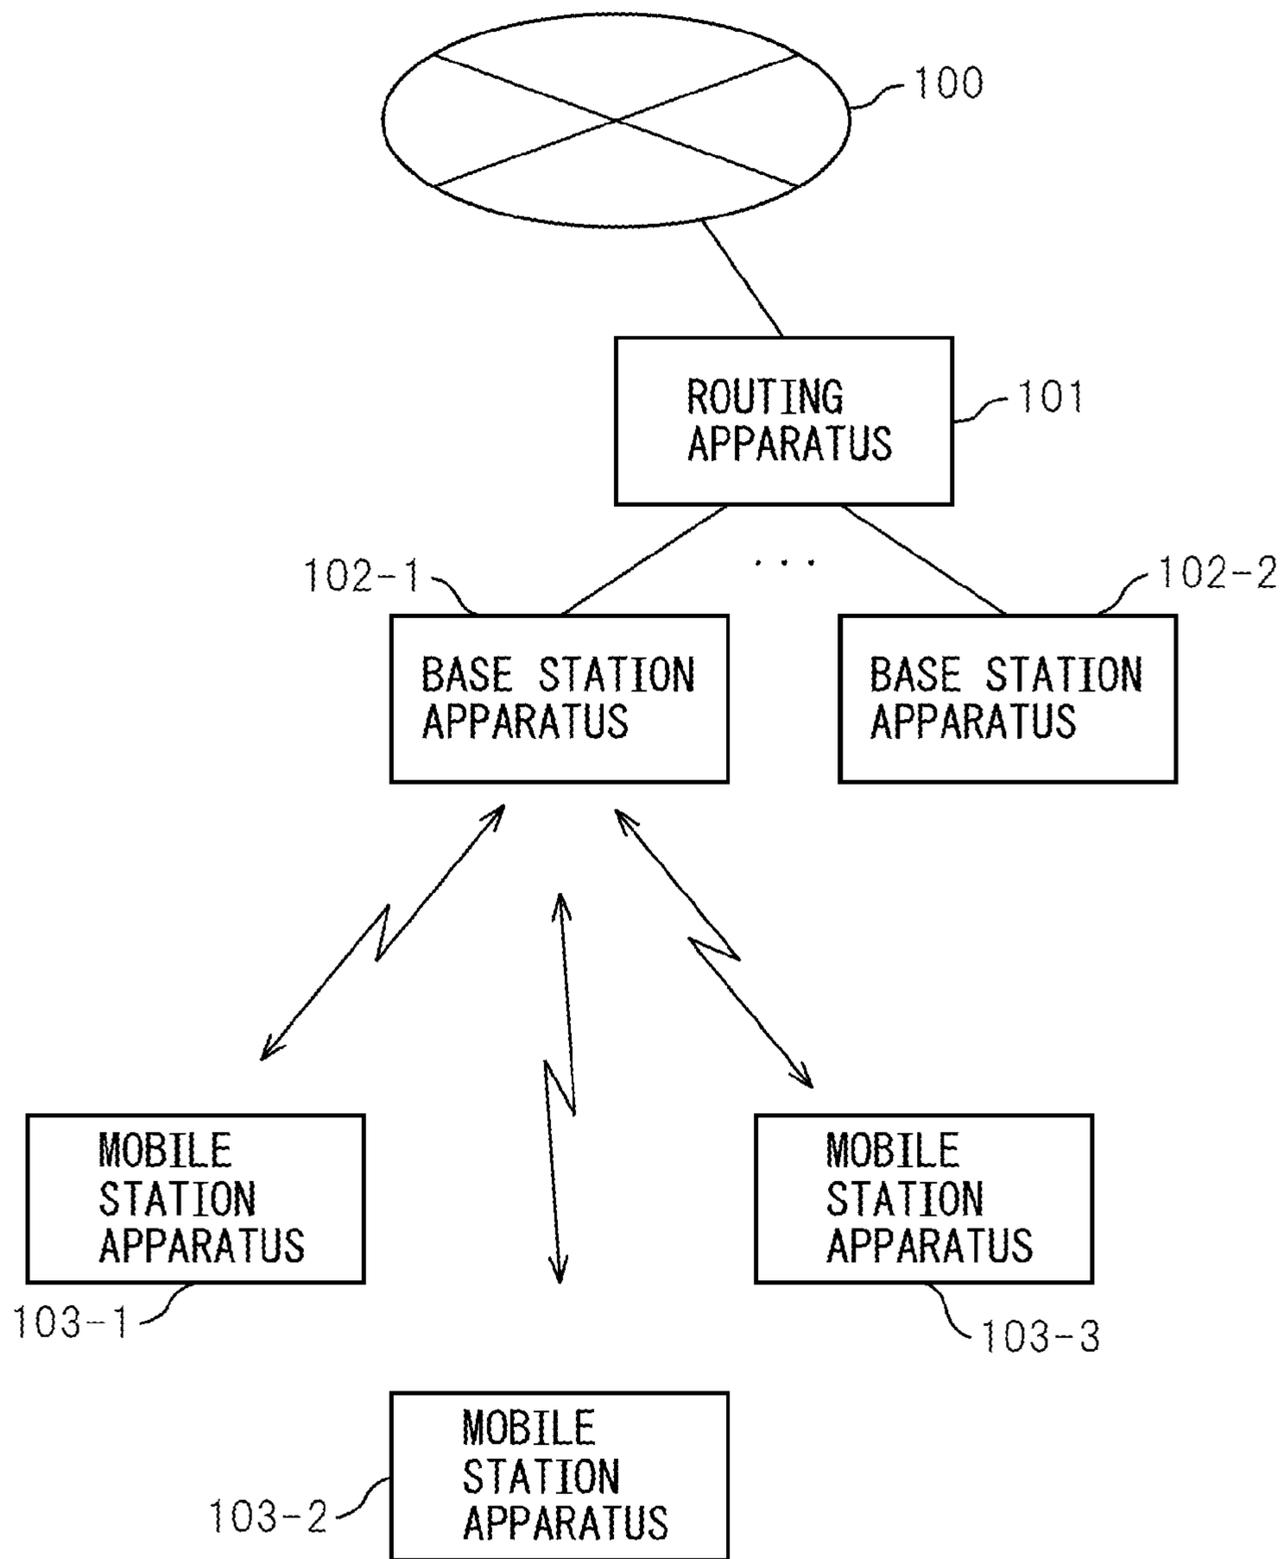 100
ROUTING
APPARATUS
101
...
102-1
102-2
BASE STATION
APPARATUS
BASE STATION
APPARATUS
MOBILE
STATION
APPARATUS
MOBILE
STATION
APPARATUS
103-1
103-3
MOBILE
STATION
APPARATUS
103-2